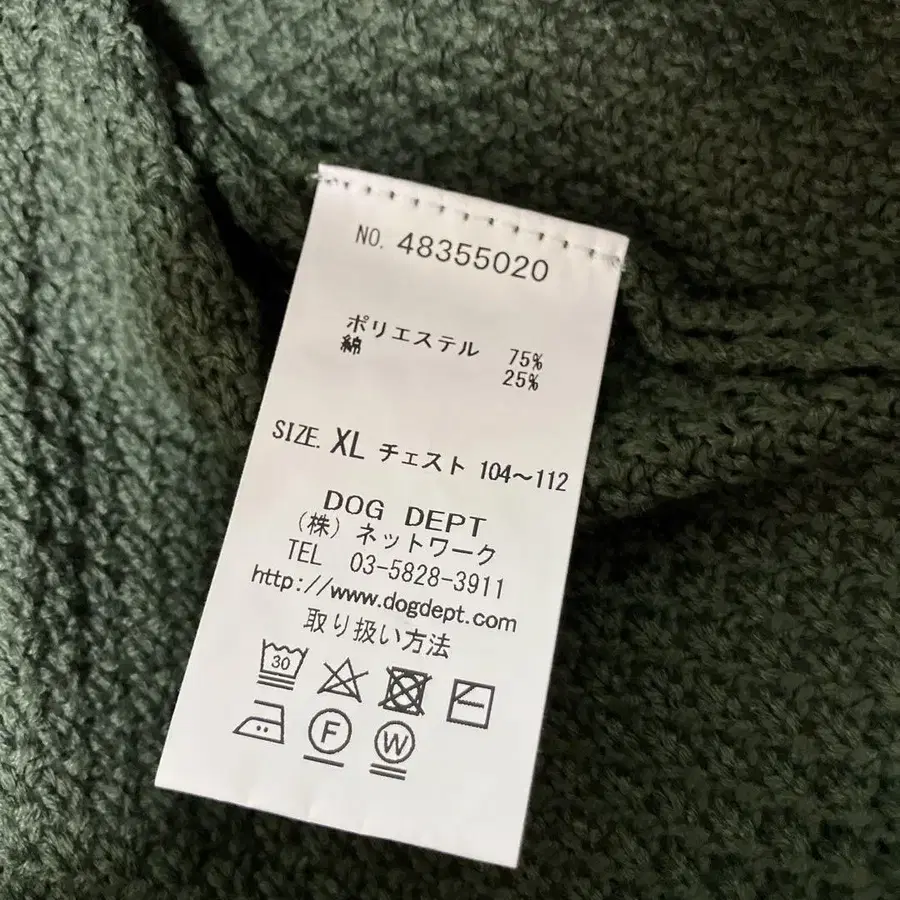 NO. 48355020
ポリエステル 75%
綿 25%
SIZE. XL チェスト 104〜112
DOG DEPT
(株) ネットワーク
TEL 03-5828-3911
http://www.dogdept.com
取り扱い方法
30
F W